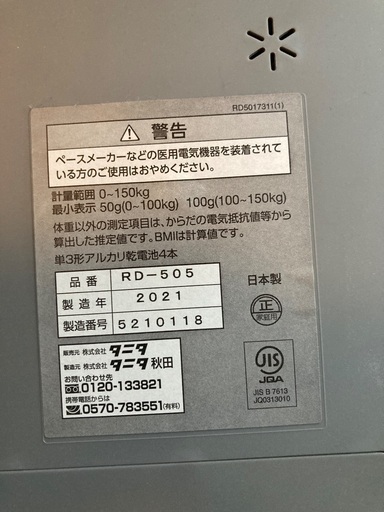 RD5017311(1)
警告
ペースメーカーなどの医用電気機器を装着されて
いる方のご使用はおやめください。
計量範囲 0~150kg
最小表示 50g(0~100kg) 100g(100~150kg)
体重以外の測定項目は、からだの電気抵抗値等から
算出した推定値です。BMIは計算値です。
単3形アルカリ乾電池4本
品番 RD-505
製造年 2021
製造番号 5210118
日本製
正
家庭用
販売元 株式会社 タニタ
製造元 株式会社 タニタ秋田
お問い合わせ先
0120-133821
携帯電話からは
0570-783551(有料)
JIS
JQA
JIS B 7613
JQ0313010